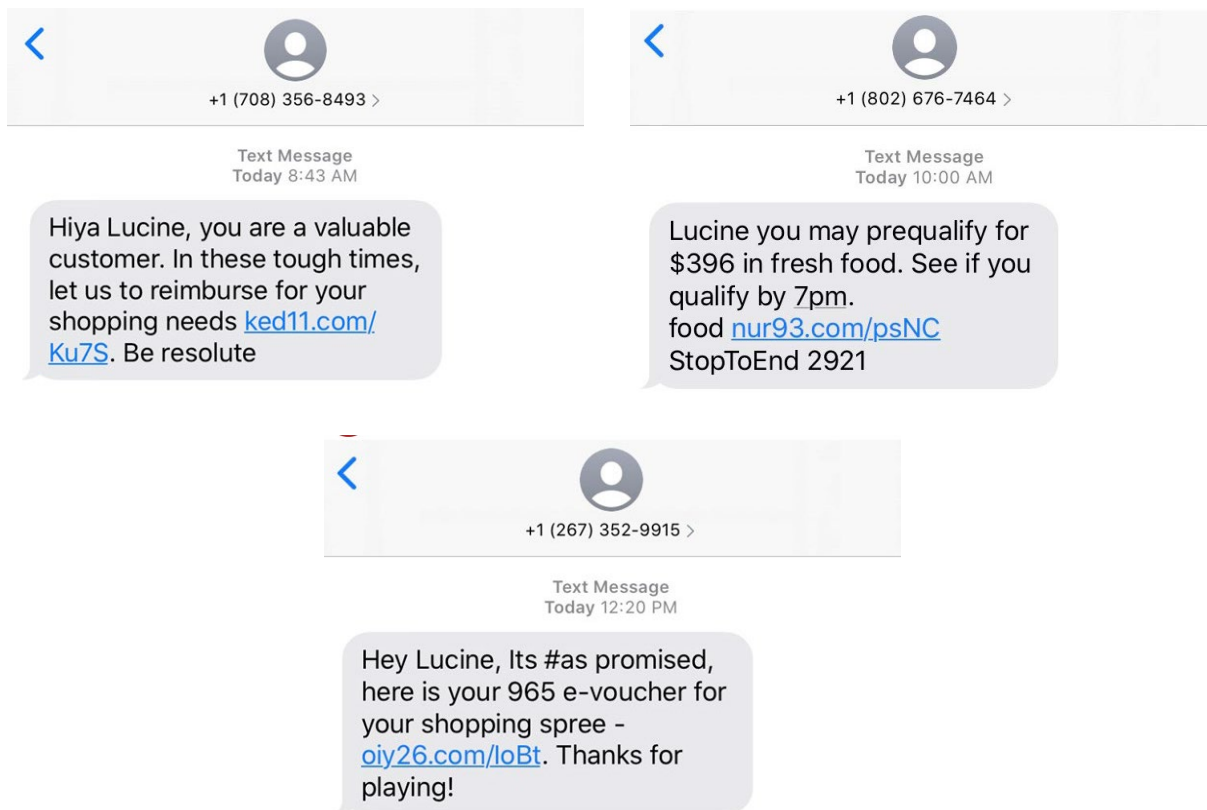 +1 (708) 356-8493 >
Text Message
Today 8:43 AM
Hiya Lucine, you are a valuable
customer. In these tough times,
let us to reimburse for your
shopping needs ked11.com/
Ku7S. Be resolute
+1 (802) 676-7464 >
Text Message
Today 10:00 AM
Lucine you may prequalify for
$396 in fresh food. See if you
qualify by 7pm.
food nur93.com/psNC
StopToEnd 2921
+1 (267) 352-9915 >
Text Message
Today 12:20 PM
Hey Lucine, Its #as promised,
here is your 965 e-voucher for
your shopping spree -
oiy26.com/loBt. Thanks for
playing!